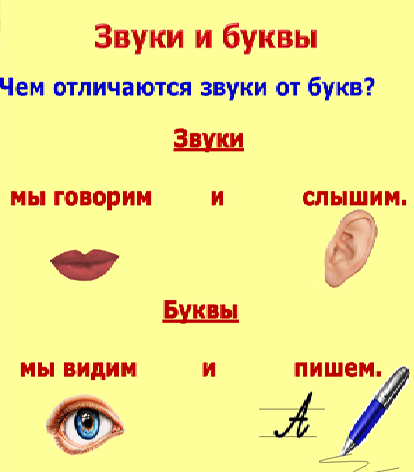 Звуки и буквы
Чем отличаются звуки от букв?
Звуки
мы говорим и слышим.
Буквы
мы видим и пишем.
А